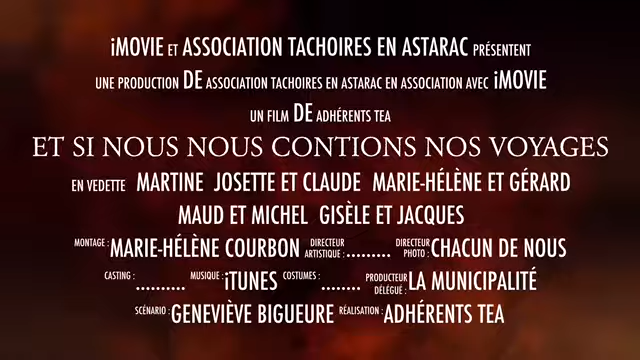 iMOVIE ET ASSOCIATION TACHOIRES EN ASTARAC PRÉSENTENT
UNE PRODUCTION DE ASSOCIATION TACHOIRES EN ASTARAC EN ASSOCIATION AVEC iMOVIE
UN FILM DE ADHÉRENTS TEA
ET SI NOUS NOUS CONTIONS NOS VOYAGES
EN VEDETTE MARTINE JOSETTE ET CLAUDE MARIE-HÉLÈNE ET GÉRARD
MAUD ET MICHEL GISÈLE ET JACQUES
MONTAGE : MARIE-HÉLÈNE COURBON DIRECTEUR ARTISTIQUE : ......... DIRECTEUR PHOTO : CHACUN DE NOUS
CASTING : .......... MUSIQUE : iTUNES COSTUMES : ........ PRODUCTEUR DÉLÉGUÉ : LA MUNICIPALITÉ
SCÉNARIO : GENEVIÈVE BIGUEURE RÉALISATION : ADHÉRENTS TEA